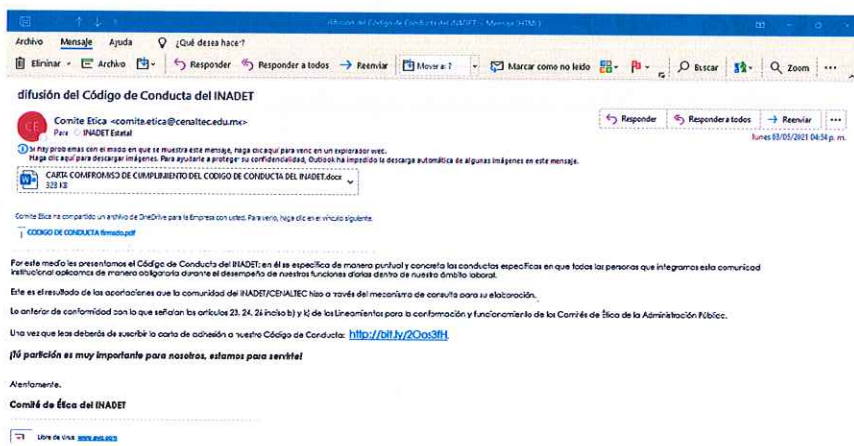 difusión del Código de Conducta del INADET - Mensaje (HTML)
Archivo Mensaje Ayuda ¿Qué desea hacer?
Eliminar Archivo Responder Responder a todos Reenviar Mover a: ? Marcar como no leído Buscar Zoom
difusión del Código de Conducta del INADET
CE
Comite Etica <comite.etica@cenaltec.edu.mx>
Para INADET Estatal
Responder Responder a todos Reenviar
lunes 03/05/2021 04:34 p. m.
Si hay problemas con el modo en que se muestra este mensaje, haga clic aquí para verlo en un explorador web.
Haga clic aquí para descargar imágenes. Para ayudarle a proteger su confidencialidad, Outlook ha impedido la descarga automática de algunas imágenes en este mensaje.
CARTA COMPROMISO DE CUMPLIMIENTO DEL CODIGO DE CONDUCTA DEL INADET.docx
328 KB
Comite Etica ha compartido un archivo de OneDrive para la Empresa con usted. Para verlo, haga clic en el vínculo siguiente.
CODIGO DE CONDUCTA firmado.pdf
Por este medio les presentamos el Código de Conducta del INADET; en él se especifica de manera puntual y concreta las conductas específicas en que todas las personas que integramos esta comunidad
institucional aplicamos de manera obligatoria durante el desempeño de nuestras funciones diarias dentro de nuestro ámbito laboral.
Este es el resultado de las aportaciones que la comunidad del INADET/CENALTEC hizo a través del mecanismo de consulta para su elaboración.
Lo anterior de conformidad con lo que señalan los artículos 23, 24, 26 inciso b) y k) de los Lineamientos para la conformación y funcionamiento de los Comités de Ética de la Administración Pública.
Una vez que leas deberás de suscribir la carta de adhesión a nuestro Código de Conducta: http://bit.ly/2Oos3fH
¡Tú partición es muy importante para nosotros, estamos para servirte!
Atentamente.
Comité de Ética del INADET
Libre de virus. www.avg.com